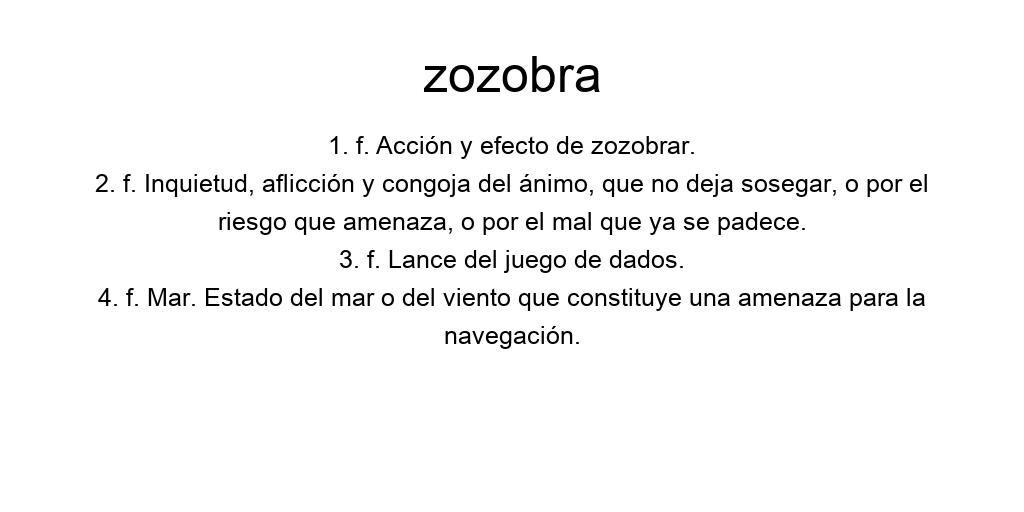 zozobra
1. f. Acción y efecto de zozobrar.
2. f. Inquietud, aflicción y congoja del ánimo, que no deja sosegar, o por el
riesgo que amenaza, o por el mal que ya se padece.
3. f. Lance del juego de dados.
4. f. Mar. Estado del mar o del viento que constituye una amenaza para la
navegación.